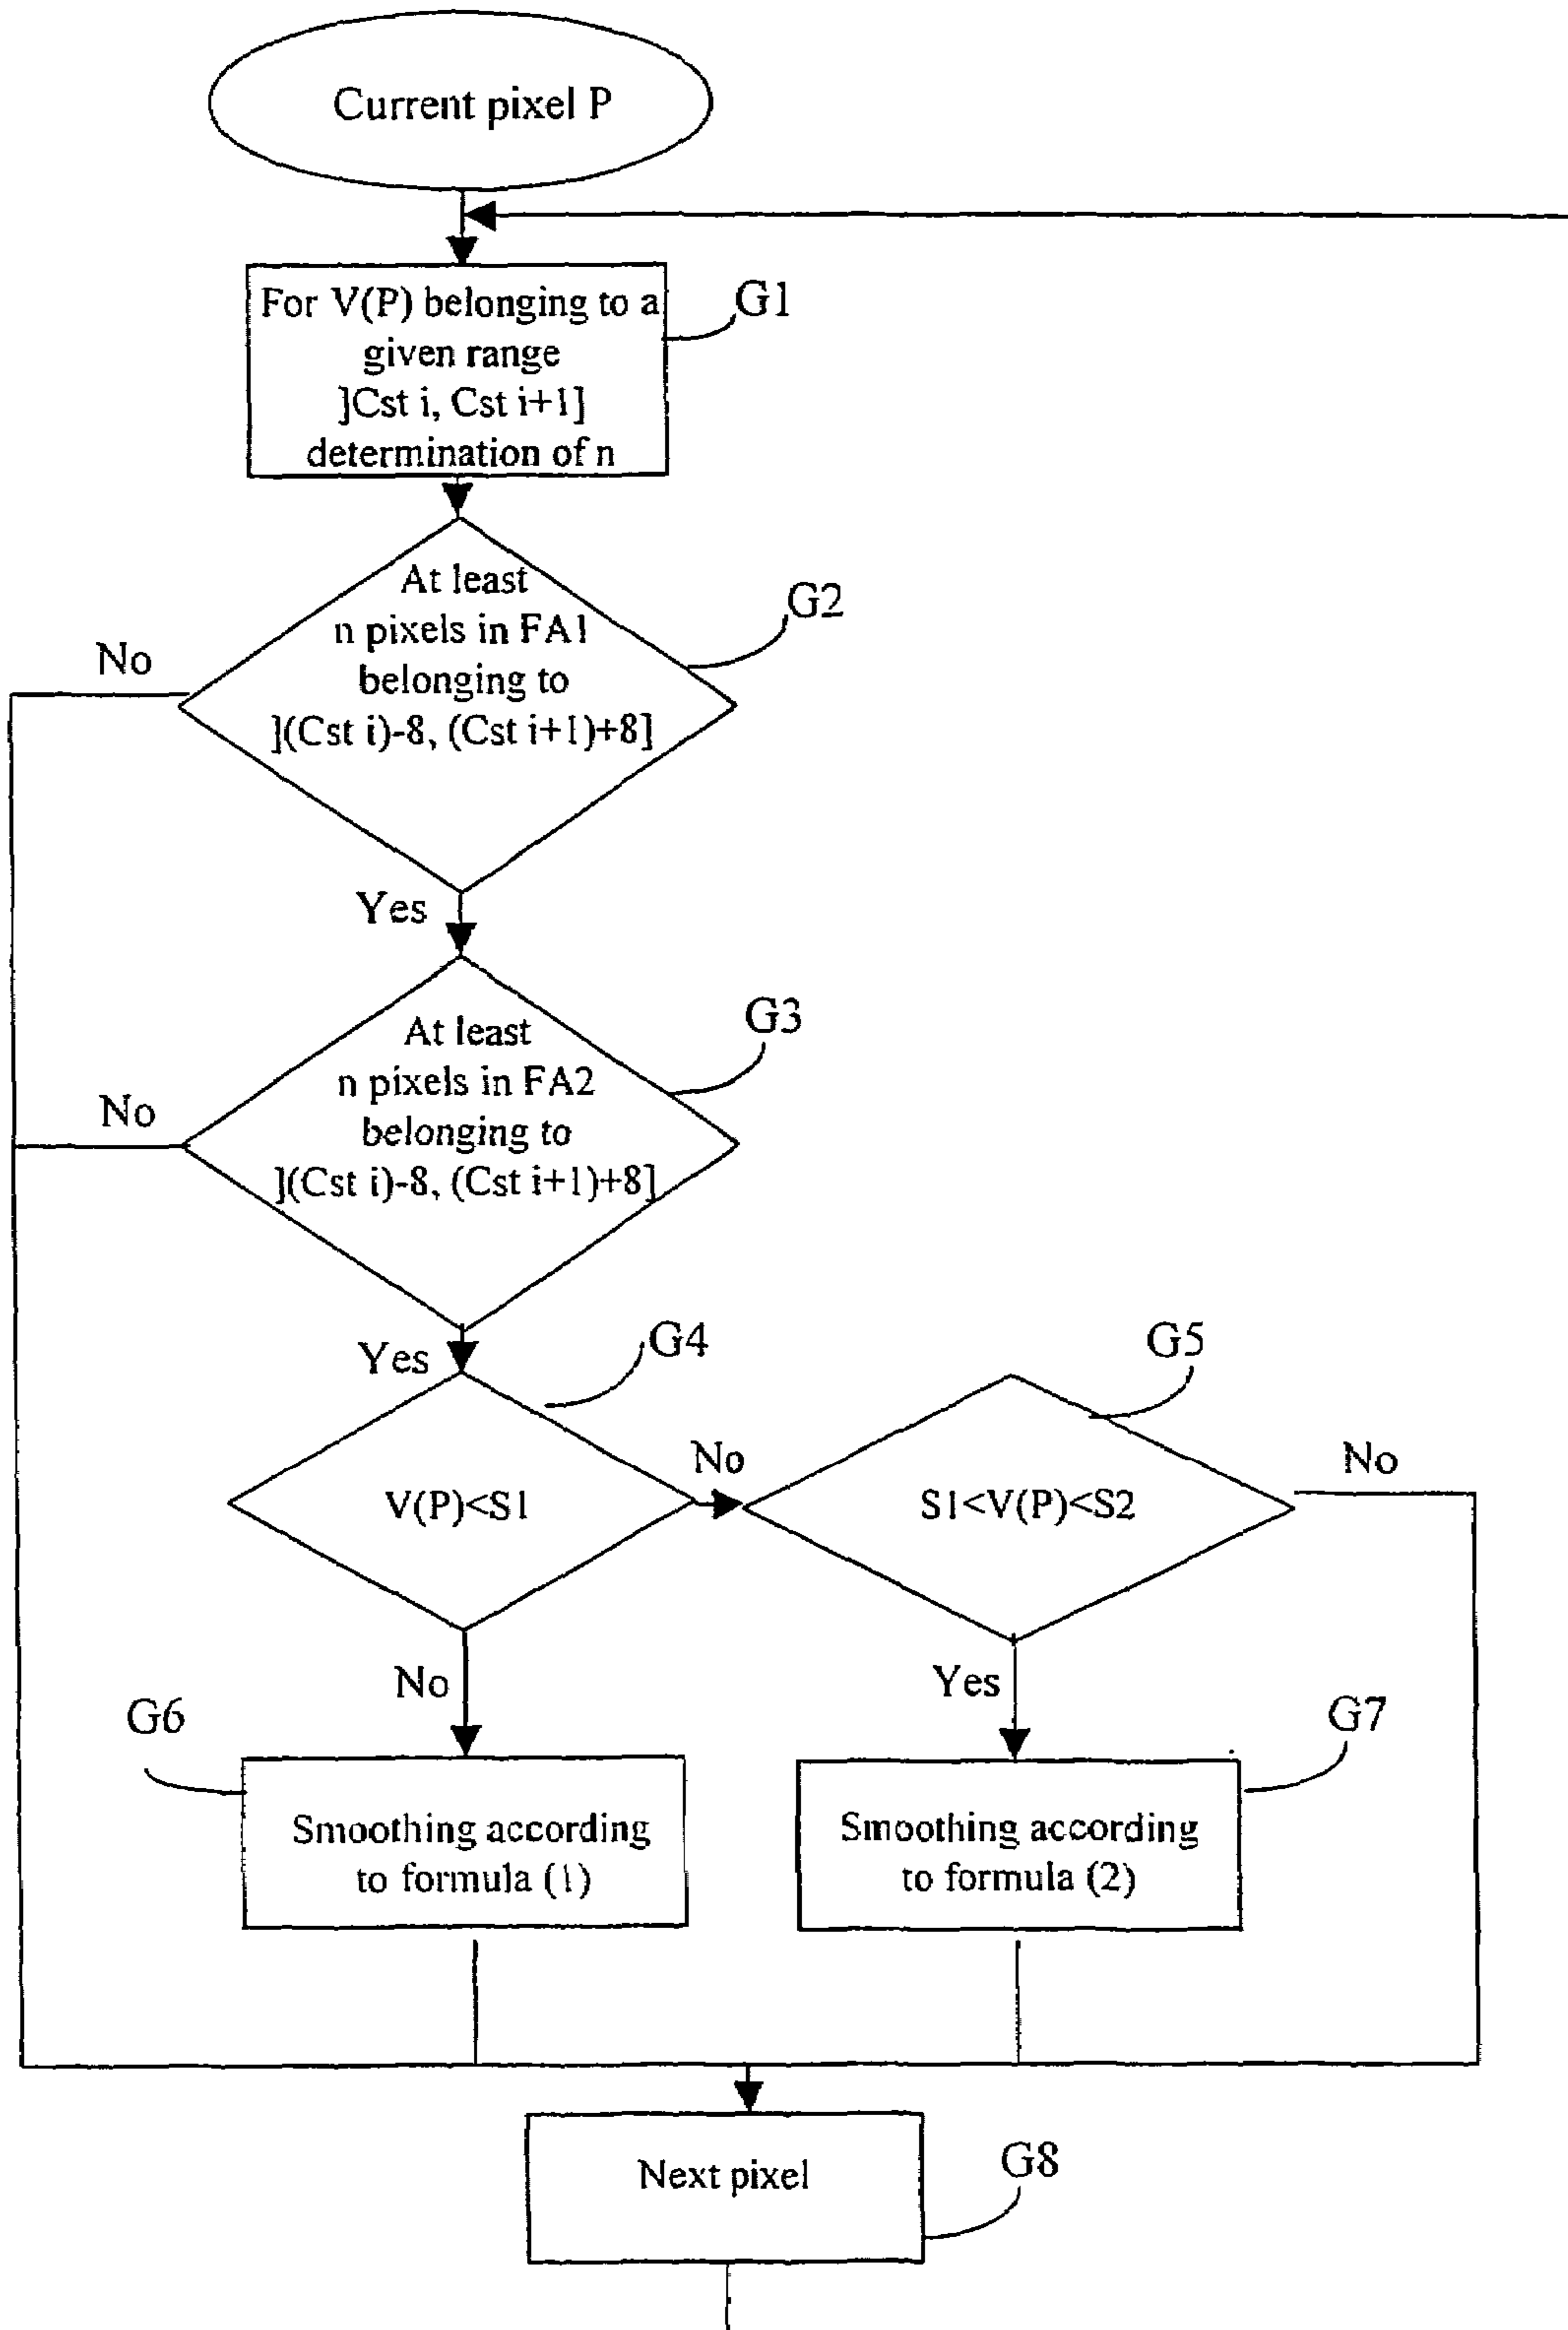 Current pixel P
For V(P) belonging to a
given range
]Cst i, Cst i+1]
determination of n
G1
At least
n pixels in FA1
belonging to
](Cst i)-8, (Cst i+1)+8]
G2
No
Yes
At least
n pixels in FA2
belonging to
](Cst i)-8, (Cst i+1)+8]
G3
No
Yes
G4
V(P)<S1
No
G5
S1<V(P)<S2
No
No
Yes
G6
Smoothing according
to formula (1)
G7
Smoothing according
to formula (2)
Next pixel
G8